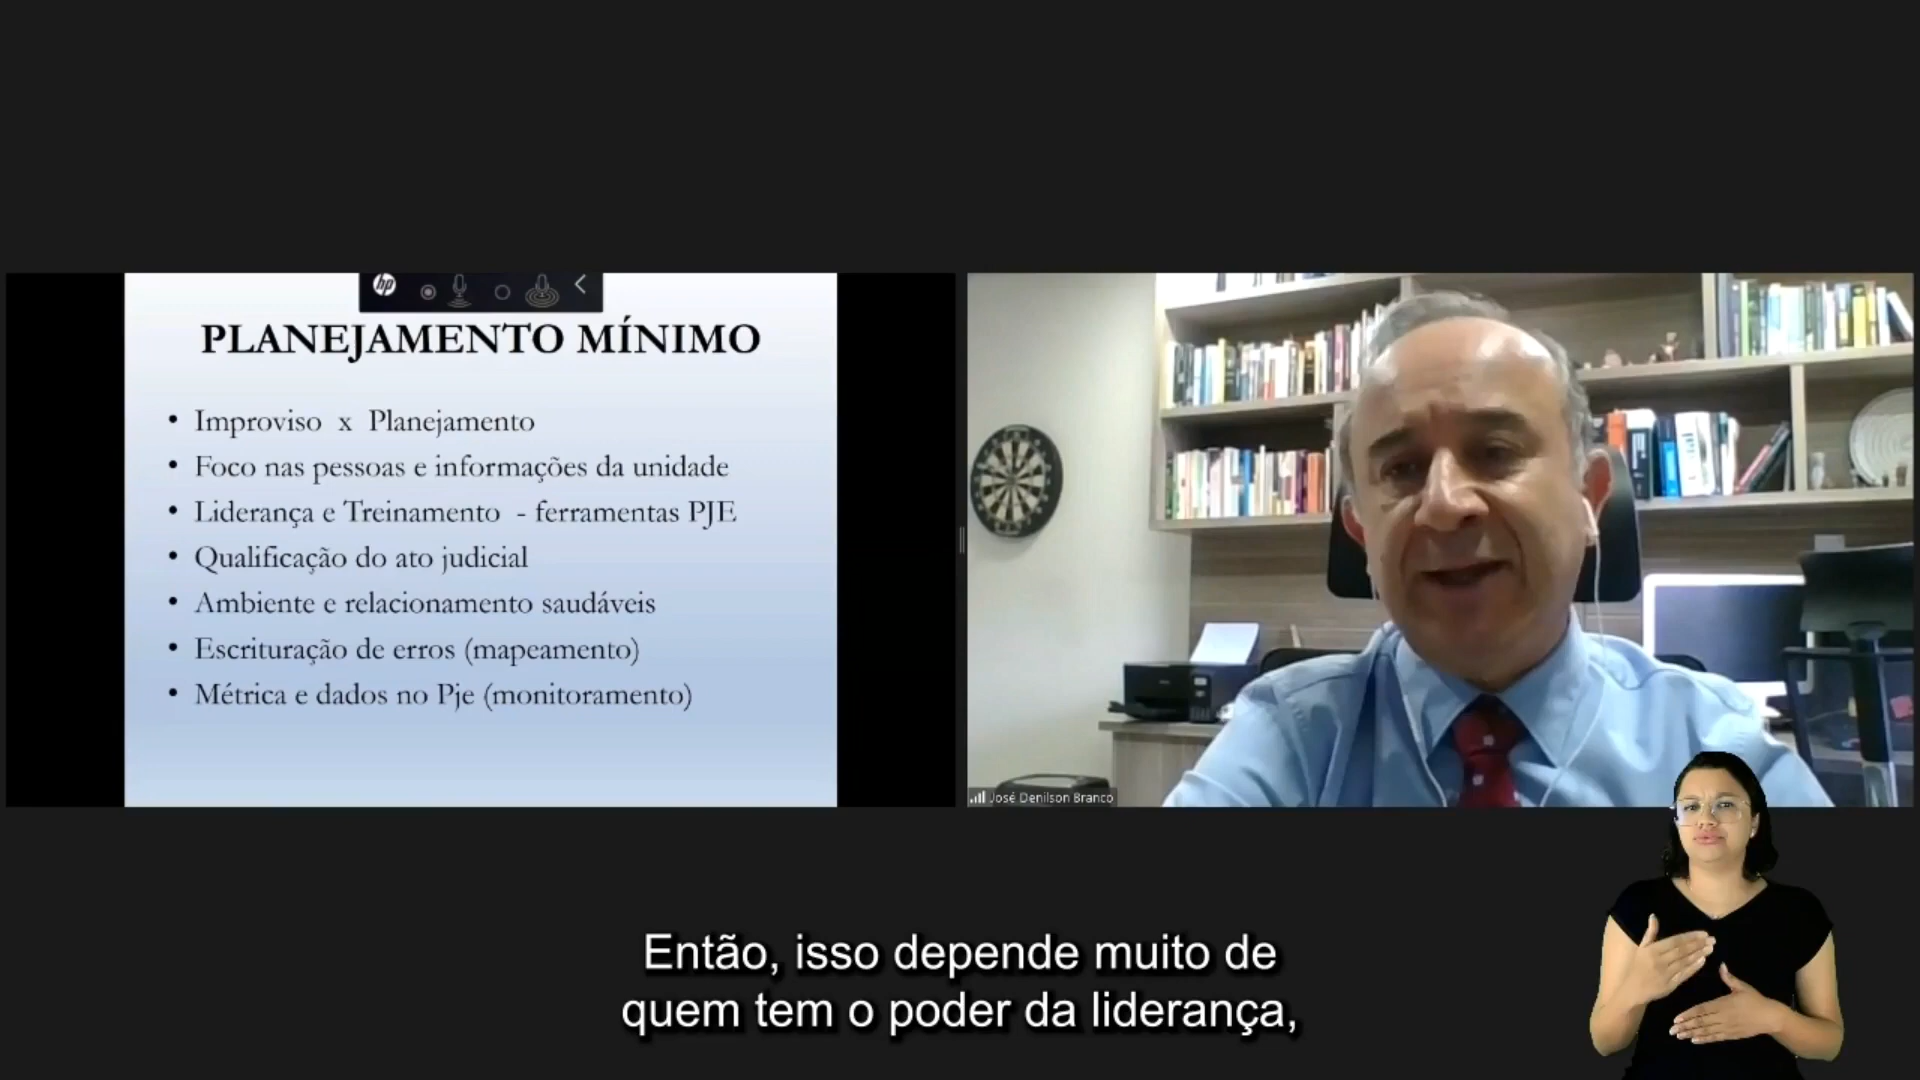 hp
PLANEJAMENTO MÍNIMO
• Improviso x Planejamento
• Foco nas pessoas e informações da unidade
• Liderança e Treinamento - ferramentas PJE
• Qualificação do ato judicial
• Ambiente e relacionamento saudáveis
• Escrituração de erros (mapeamento)
• Métrica e dados no Pje (monitoramento)
José Denilson Branco
Então, isso depende muito de
quem tem o poder da liderança,